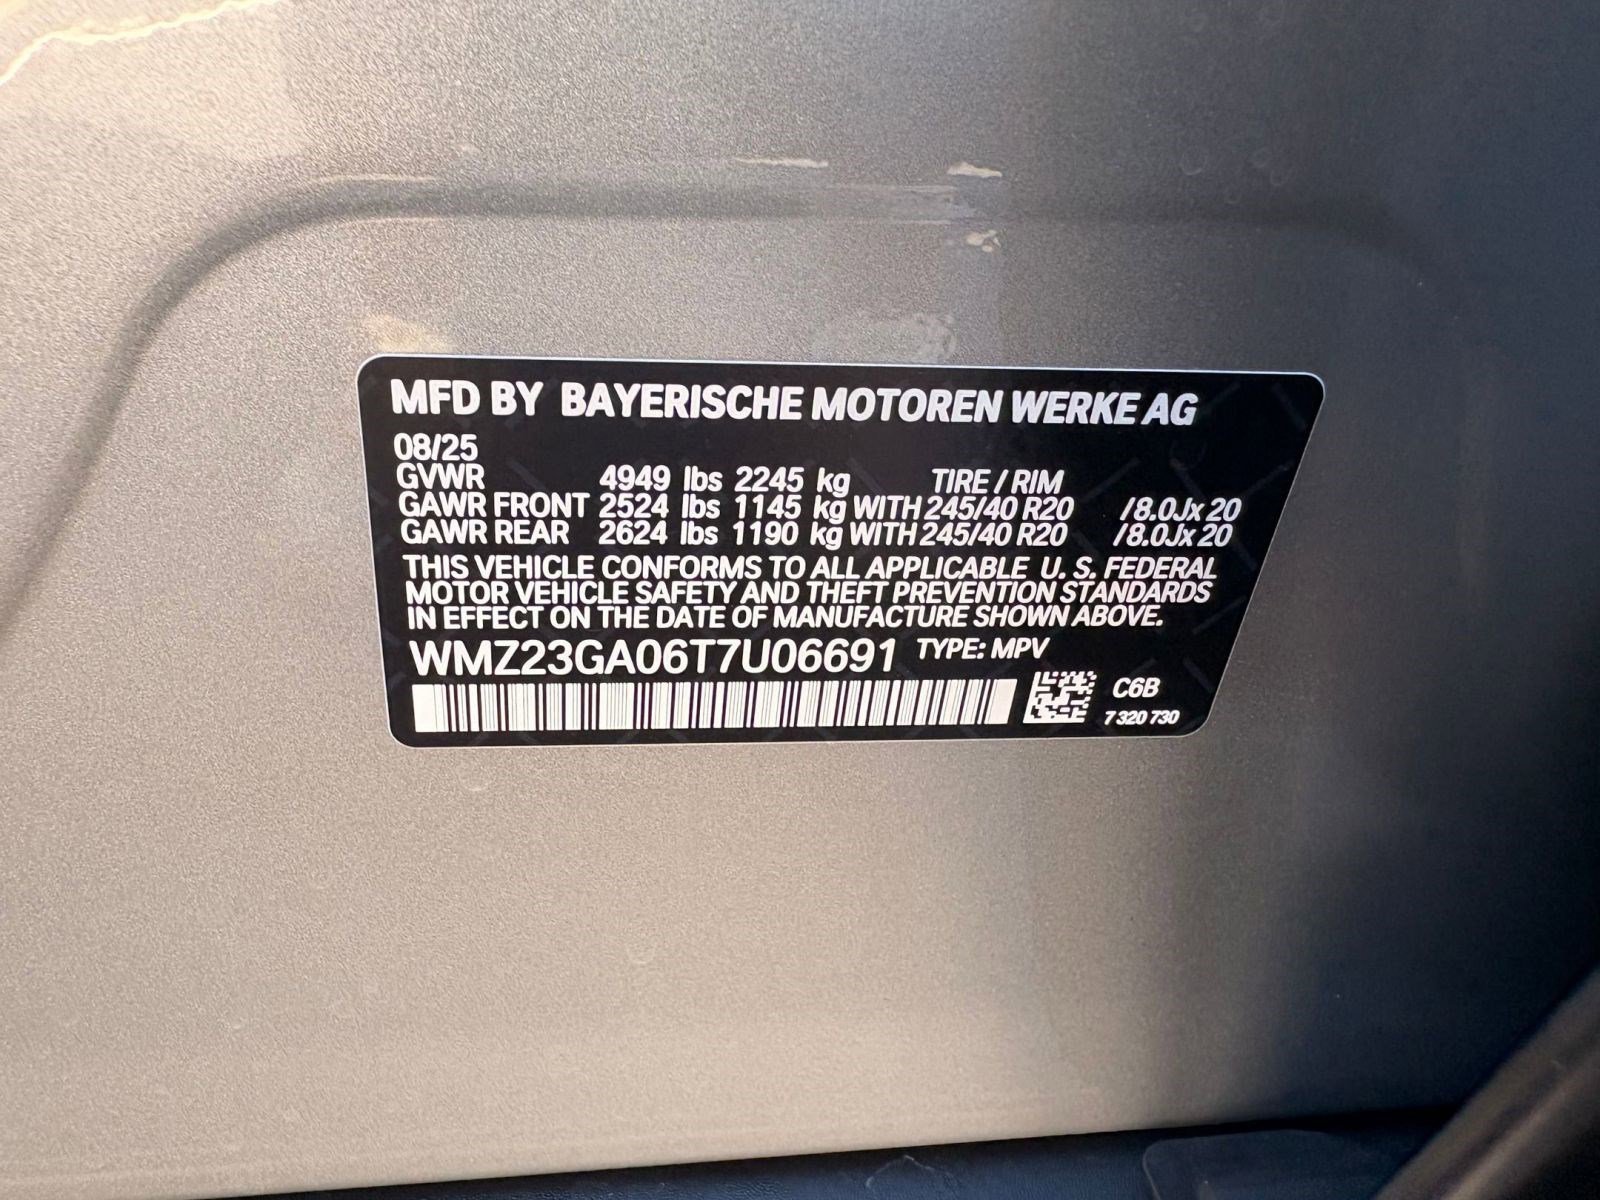 MFD BY BAYERISCHE MOTOREN WERKE AG
08/25
GVWR 4949 lbs 2245 kg TIRE / RIM
GAWR FRONT 2524 lbs 1145 kg WITH 245/40 R20 /8.0Jx 20
GAWR REAR 2624 lbs 1190 kg WITH 245/40 R20 /8.0Jx 20
THIS VEHICLE CONFORMS TO ALL APPLICABLE U. S. FEDERAL
MOTOR VEHICLE SAFETY AND THEFT PREVENTION STANDARDS
IN EFFECT ON THE DATE OF MANUFACTURE SHOWN ABOVE.
WMZ23GA06T7U06691 TYPE: MPV
C6B
7 320 730